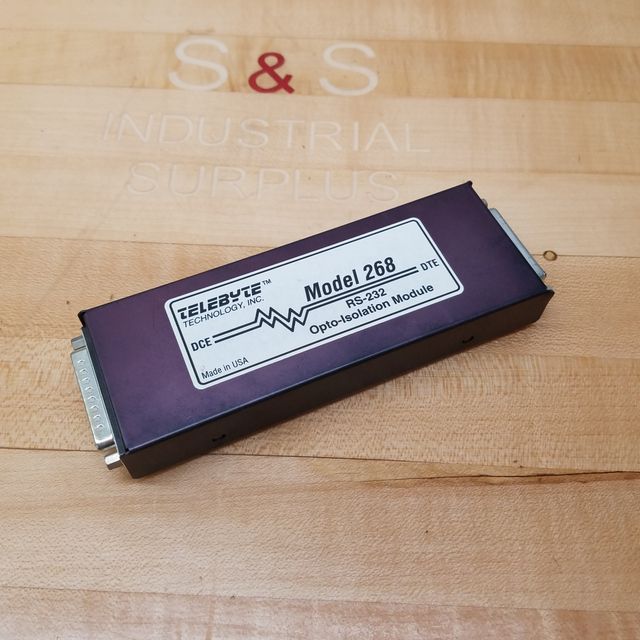 S & S
INDUSTRIAL
SURPLUS
TELEBYTE™
TECHNOLOGY, INC.
Model 268
DCE
DTE
RS-232
Opto-Isolation Module
Made in USA